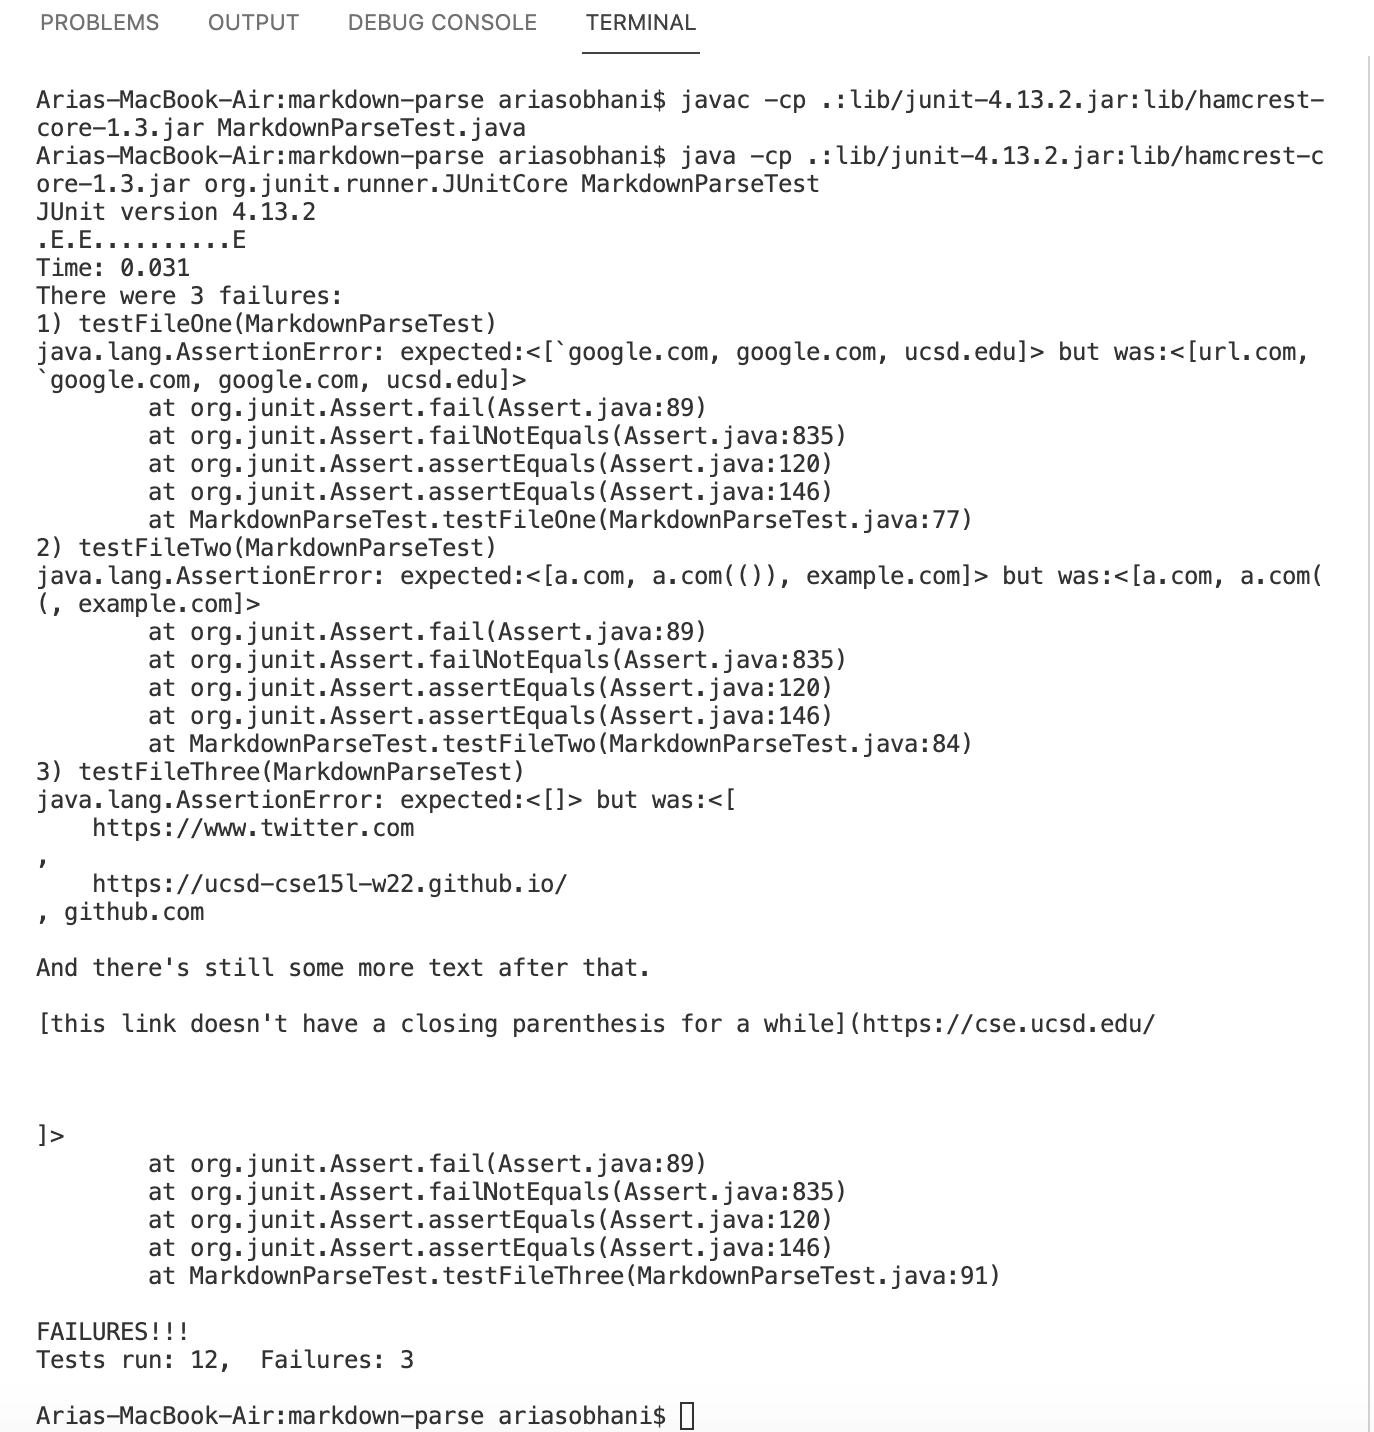 PROBLEMS OUTPUT DEBUG CONSOLE TERMINAL
Arias-MacBook-Air:markdown-parse ariasobhani$ javac -cp .:lib/junit-4.13.2.jar:lib/hamcrest-
core-1.3.jar MarkdownParseTest.java
Arias-MacBook-Air:markdown-parse ariasobhani$ java -cp .:lib/junit-4.13.2.jar:lib/hamcrest-c
ore-1.3.jar org.junit.runner.JUnitCore MarkdownParseTest
JUnit version 4.13.2
.E.E..........E
Time: 0.031
There were 3 failures:
1) testFileOne(MarkdownParseTest)
java.lang.AssertionError: expected:<[`google.com, google.com, ucsd.edu]> but was:<[url.com,
`google.com, google.com, ucsd.edu]>
        at org.junit.Assert.fail(Assert.java:89)
        at org.junit.Assert.failNotEquals(Assert.java:835)
        at org.junit.Assert.assertEquals(Assert.java:120)
        at org.junit.Assert.assertEquals(Assert.java:146)
        at MarkdownParseTest.testFileOne(MarkdownParseTest.java:77)
2) testFileTwo(MarkdownParseTest)
java.lang.AssertionError: expected:<[a.com, a.com(()), example.com]> but was:<[a.com, a.com(
(, example.com]>
        at org.junit.Assert.fail(Assert.java:89)
        at org.junit.Assert.failNotEquals(Assert.java:835)
        at org.junit.Assert.assertEquals(Assert.java:120)
        at org.junit.Assert.assertEquals(Assert.java:146)
        at MarkdownParseTest.testFileTwo(MarkdownParseTest.java:84)
3) testFileThree(MarkdownParseTest)
java.lang.AssertionError: expected:<[]> but was:<[
    https://www.twitter.com
,
    https://ucsd-cse15l-w22.github.io/
, github.com

And there's still some more text after that.

[this link doesn't have a closing parenthesis for a while](https://cse.ucsd.edu/



]>
        at org.junit.Assert.fail(Assert.java:89)
        at org.junit.Assert.failNotEquals(Assert.java:835)
        at org.junit.Assert.assertEquals(Assert.java:120)
        at org.junit.Assert.assertEquals(Assert.java:146)
        at MarkdownParseTest.testFileThree(MarkdownParseTest.java:91)

FAILURES!!!
Tests run: 12,  Failures: 3

Arias-MacBook-Air:markdown-parse ariasobhani$